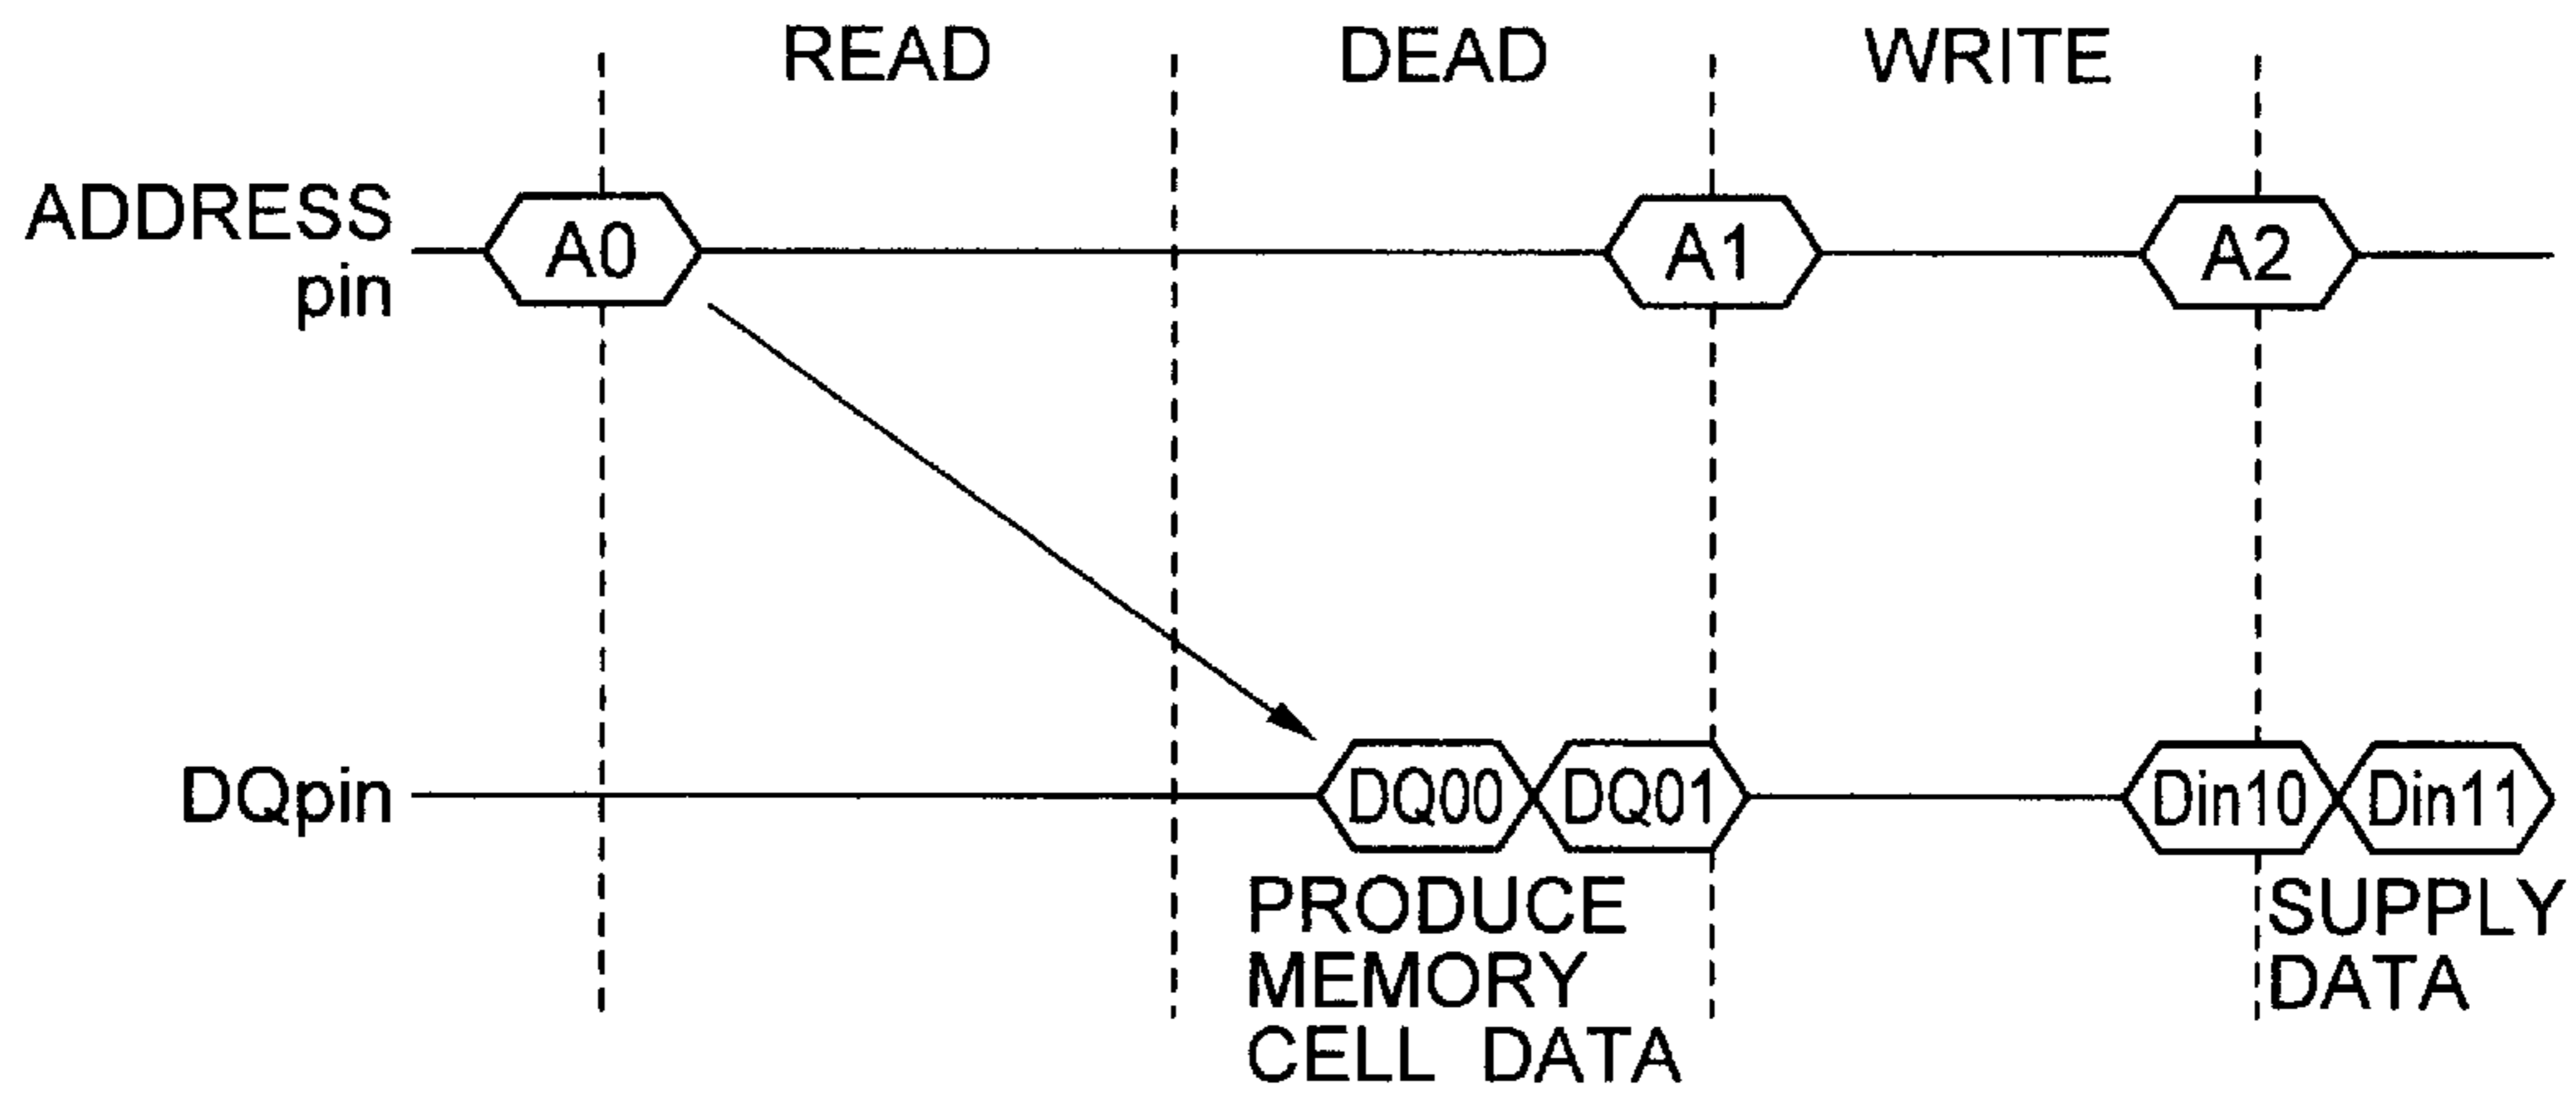 READ DEAD WRITE
ADDRESS
pin
A0 A1 A2
DQpin
DQ00 DQ01 Din10 Din11
PRODUCE
MEMORY
CELL DATA
SUPPLY
DATA